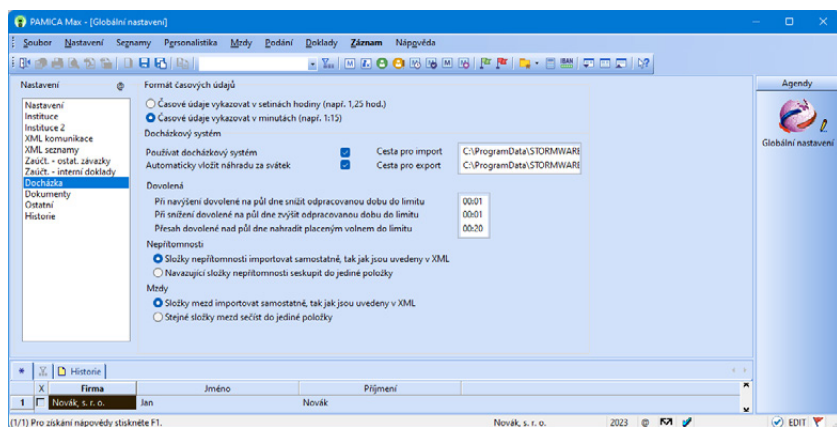 PAMICA Max - [Globální nastavení]
Soubor Nastavení Seznamy Personalistika Mzdy Podání Doklady Záznam Nápověda
Nastavení @
Nastavení
Instituce
Instituce 2
XML komunikace
XML seznamy
Zaúčt. - ostat. závazky
Zaúčt. - interní doklady
Docházka
Dokumenty
Ostatní
Historie
Formát časových údajů
Časové údaje vykazovat v setinách hodiny (např. 1,25 hod.)
Časové údaje vykazovat v minutách (např. 1:15)
Docházkový systém
Používat docházkový systém Cesta pro import C:\ProgramData\STORMWARE
Automaticky vložit náhradu za svátek Cesta pro export C:\ProgramData\STORMWARE
Dovolená
Při navýšení dovolené na půl dne snížit odpracovanou dobu do limitu 00:01
Při snížení dovolené na půl dne zvýšit odpracovanou dobu do limitu 00:01
Přesah dovolené nad půl dne nahradit placeným volnem do limitu 00:20
Nepřítomnosti
Složky nepřítomnosti importovat samostatně, tak jak jsou uvedeny v XML
Navazující složky nepřítomnosti seskupit do jediné položky
Mzdy
Složky mezd importovat samostatně, tak jak jsou uvedeny v XML
Stejné složky mezd sečíst do jediné položky
Agendy
Globální nastavení
* Historie
X Firma Jméno Příjmení
1 Novák, s. r. o. Jan Novák
(1/1) Pro získání nápovědy stiskněte F1. Novák, s. r. o. 2023 @ EDIT